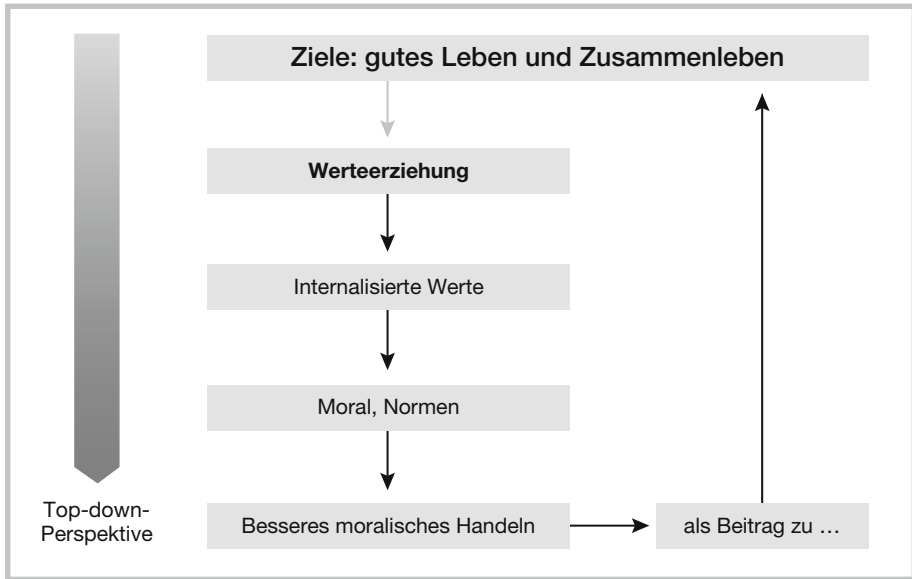 Ziele: gutes Leben und Zusammenleben
Werteerziehung
Internalisierte Werte
Moral, Normen
Besseres moralisches Handeln
als Beitrag zu …
Top-down-
Perspektive